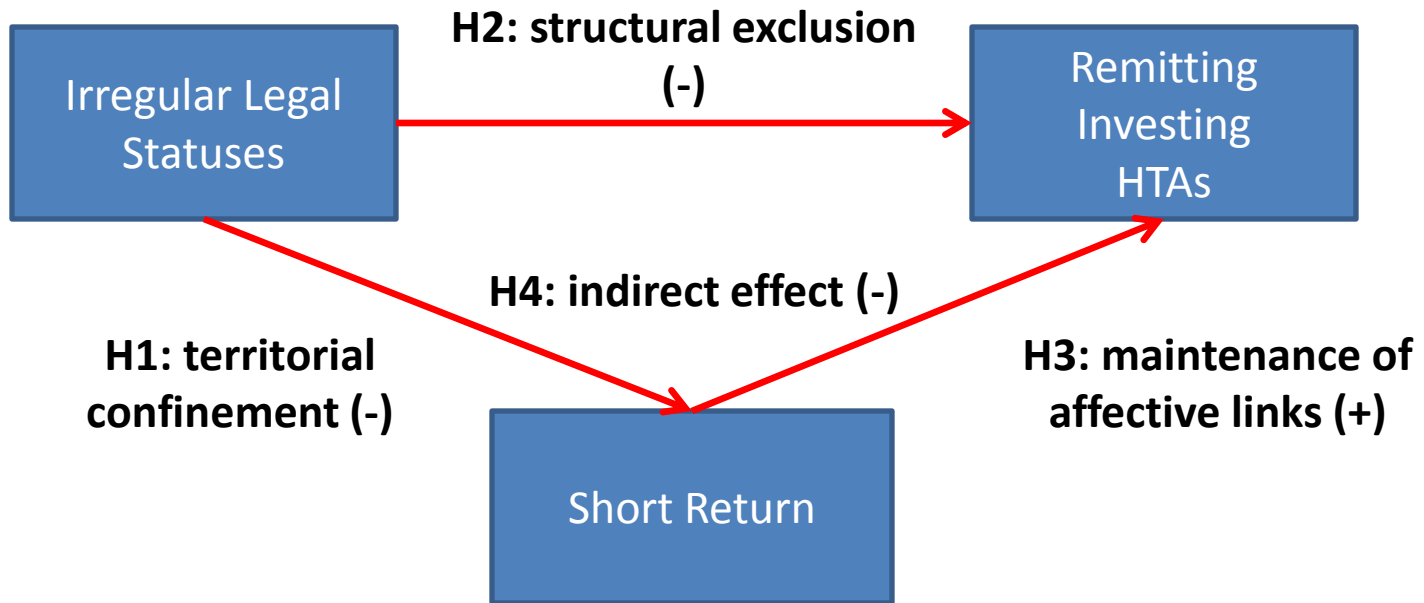 H2: structural exclusion
(-)
Irregular Legal
Statuses
Remitting
Investing
HTAs
H4: indirect effect (-)
H1: territorial
confinement (-)
H3: maintenance of
affective links (+)
Short Return